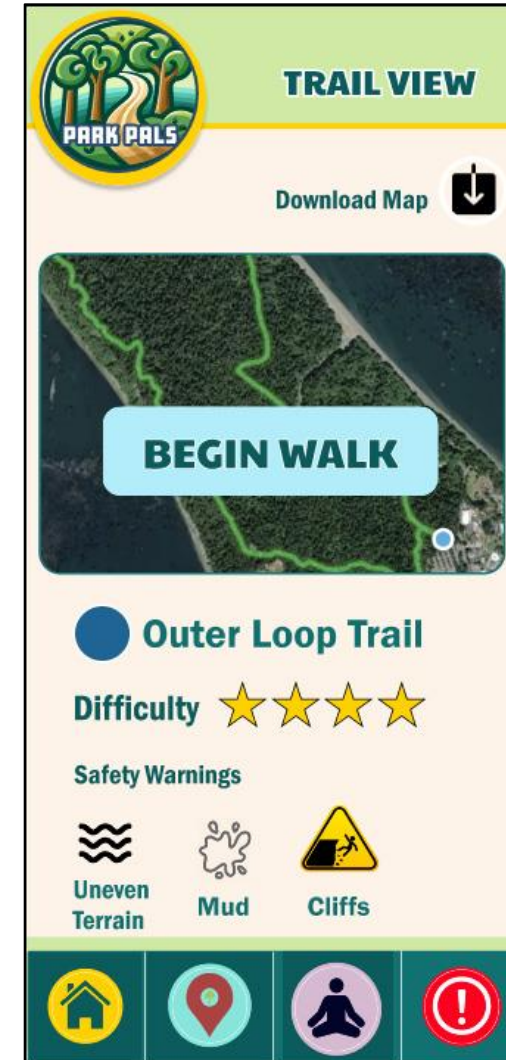 PARK PALS
TRAIL VIEW
Download Map
BEGIN WALK
Outer Loop Trail
Difficulty
Safety Warnings
Uneven
Terrain
Mud
Cliffs